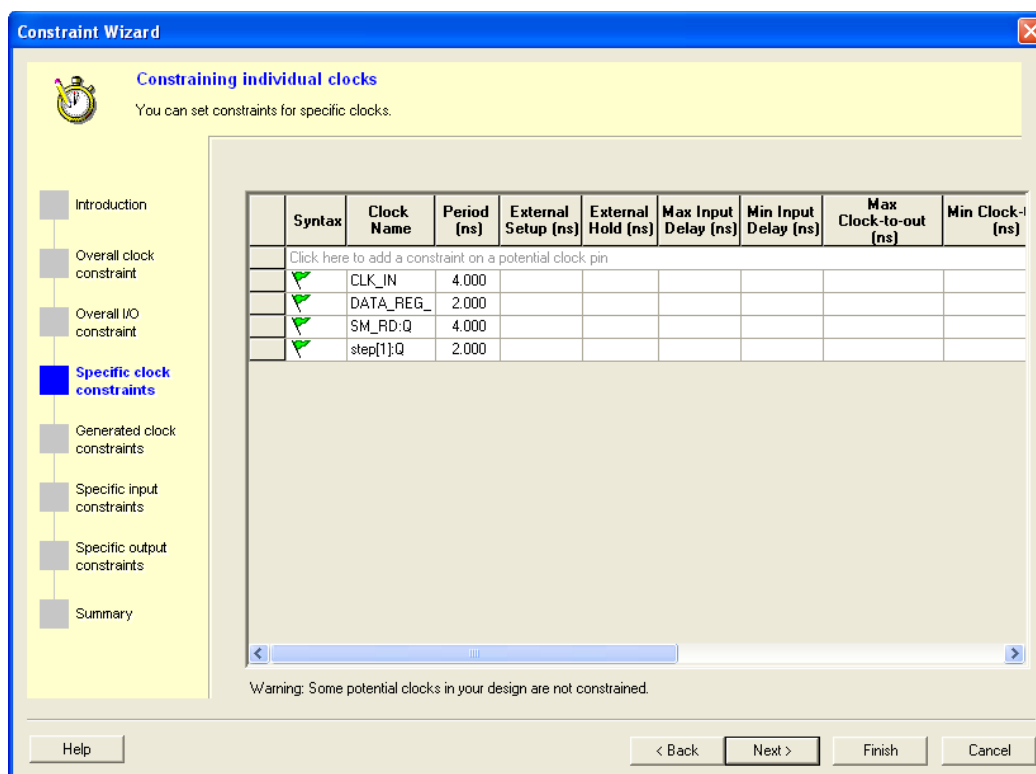 Constraint Wizard
Constraining individual clocks
You can set constraints for specific clocks.
Introduction
Overall clock
constraint
Overall I/O
constraint
Specific clock
constraints
Generated clock
constraints
Specific input
constraints
Specific output
constraints
Summary
Syntax Clock Name Period (ns) External Setup (ns) External Hold (ns) Max Input Delay (ns) Min Input Delay (ns) Max Clock-to-out (ns) Min Clock- (ns)
Click here to add a constraint on a potential clock pin
CLK_IN 4.000
DATA_REG_ 2.000
SM_RD:Q 4.000
step[1]:Q 2.000
Warning: Some potential clocks in your design are not constrained.
Help < Back Next > Finish Cancel